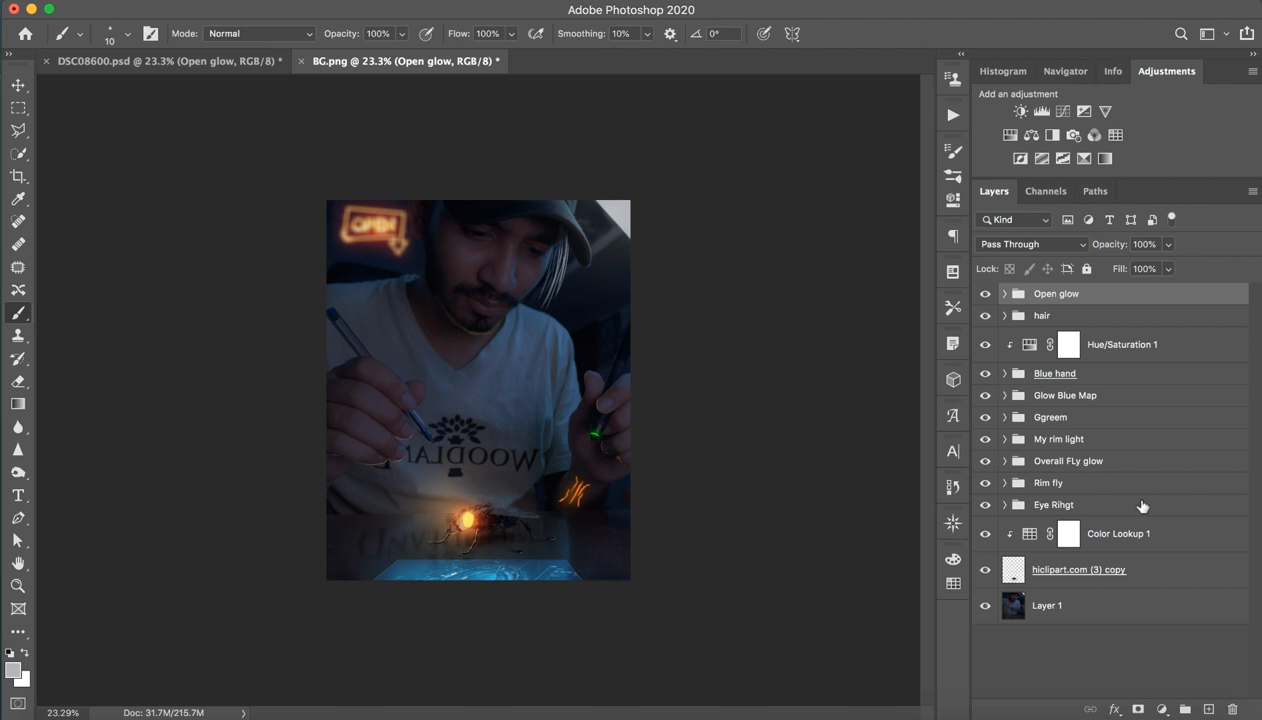 Adobe Photoshop 2020
10
Mode: Normal
Opacity: 100%
Flow: 100%
Smoothing: 10%
0°
× DSC08600.psd @ 23.3% (Open glow, RGB/8) *
× BG.png @ 23.3% (Open glow, RGB/8) *
Histogram Navigator Info Adjustments
Add an adjustment
Layers Channels Paths
Kind
Pass Through Opacity: 100%
Lock: Fill: 100%
Open glow
hair
Hue/Saturation 1
Blue hand
Glow Blue Map
Ggreem
My rim light
Overall FLy glow
Rim fly
Eye Rihgt
Color Lookup 1
hiclipart.com (3) copy
Layer 1
OPEN
WOODLAND
23.29% Doc: 31.7M/215.7M